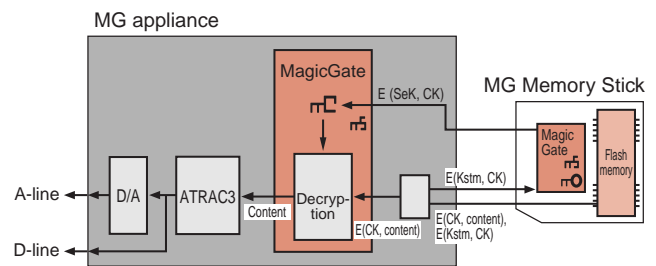 MG appliance
MagicGate
E (SeK, CK)
MG Memory Stick
Magic
Gate
Flash
memory
A-line
D/A
ATRAC3
Content
Decryp-
tion
E(Kstm, CK)
E(CK, content)
E(CK, content),
E(Kstm, CK)
D-line